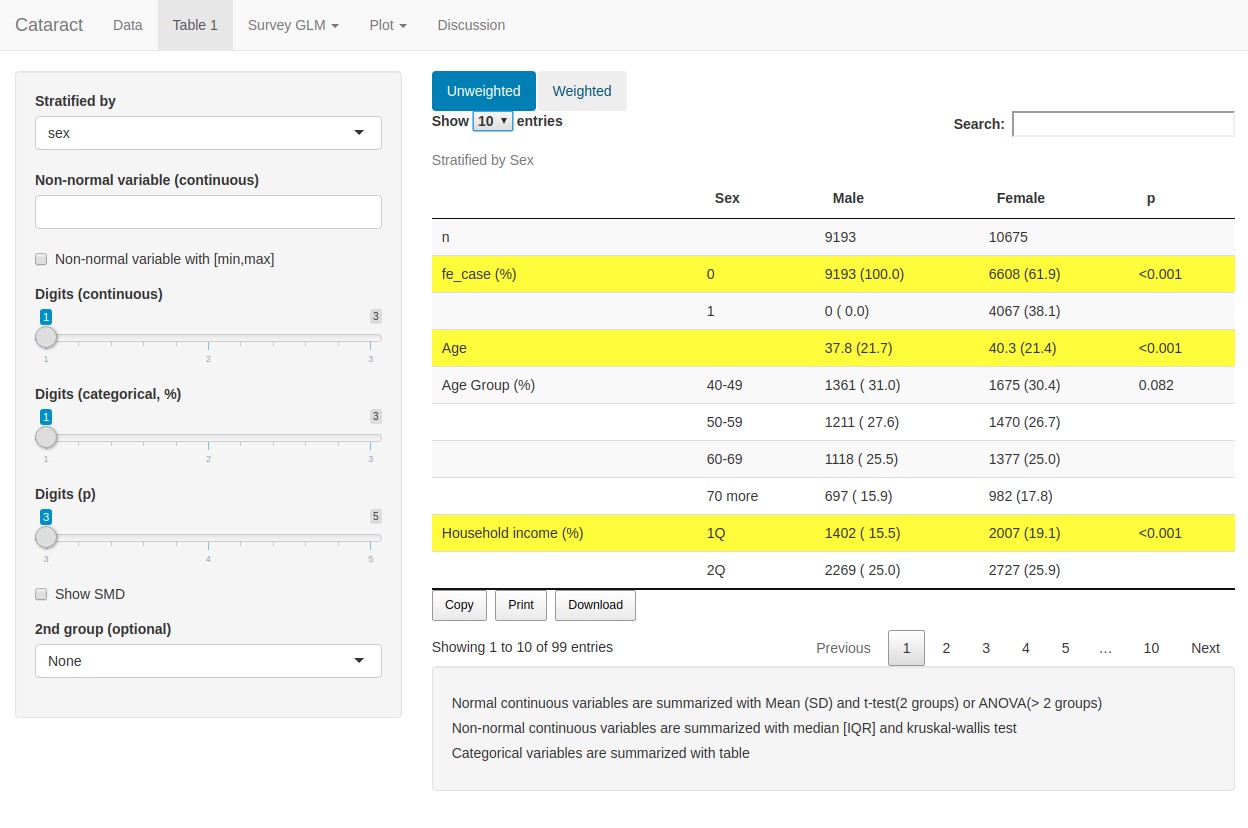 Cataract Data Table 1 Survey GLM Plot Discussion
Stratified by
sex
Non-normal variable (continuous)
Non-normal variable with [min,max]
Digits (continuous)
1 3
1 2 3
Digits (categorical, %)
1 3
1 2 3
Digits (p)
3 5
3 4 5
Show SMD
2nd group (optional)
None
Unweighted Weighted
Show 10 entries
Search:
Stratified by Sex
Sex Male Female p
n 9193 10675
fe_case (%) 0 9193 (100.0) 6608 (61.9) <0.001
1 0 ( 0.0) 4067 (38.1)
Age 37.8 (21.7) 40.3 (21.4) <0.001
Age Group (%) 40-49 1361 ( 31.0) 1675 (30.4) 0.082
50-59 1211 ( 27.6) 1470 (26.7)
60-69 1118 ( 25.5) 1377 (25.0)
70 more 697 ( 15.9) 982 (17.8)
Household income (%) 1Q 1402 ( 15.5) 2007 (19.1) <0.001
2Q 2269 ( 25.0) 2727 (25.9)
Copy Print Download
Showing 1 to 10 of 99 entries
Previous 1 2 3 4 5 … 10 Next
Normal continuous variables are summarized with Mean (SD) and t-test(2 groups) or ANOVA(> 2 groups)
Non-normal continuous variables are summarized with median [IQR] and kruskal-wallis test
Categorical variables are summarized with table